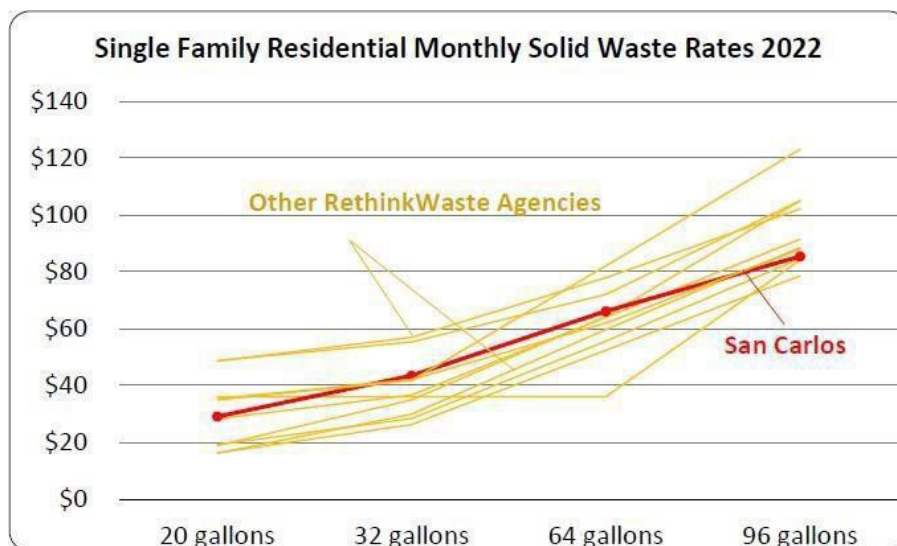 Single Family Residential Monthly Solid Waste Rates 2022
$140
$120
$100
$80
$60
$40
$20
$0
Other RethinkWaste Agencies
San Carlos
20 gallons
32 gallons
64 gallons
96 gallons